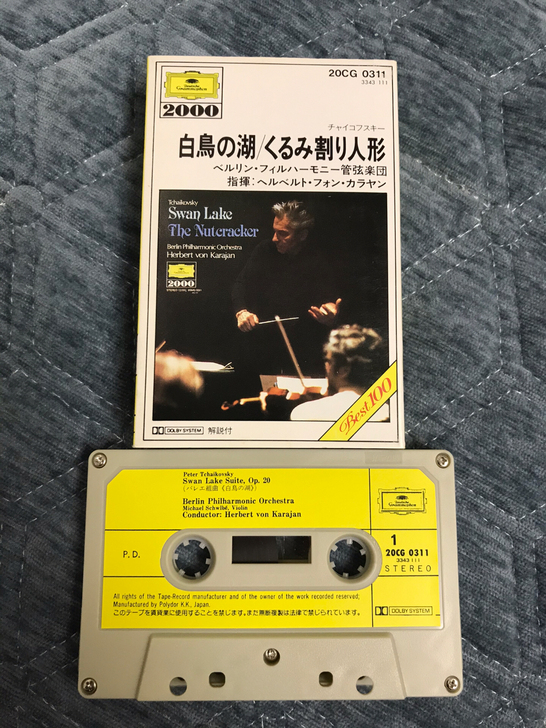 Deutsche
Grammophon
2000
20CG 0311
3343 111
チャイコフスキー
白鳥の湖/くるみ割り人形
ベルリン・フィルハーモニー管弦楽団
指揮:ヘルベルト・フォン・カラヤン
Tchaikovsky
Swan Lake
The Nutcracker
Berlin Philharmonic Orchestra
Herbert von Karajan
2000
Best100
DOLBY SYSTEM 解説付
Peter Tchaikovsky
Swan Lake Suite, Op. 20
(バレエ組曲《白鳥の湖》)
Berlin Philharmonic Orchestra
Michael Schwalbé, Violin
Conductor: Herbert von Karajan
Deutsche
Grammophon
P.D.
1
20CG 0311
3343 111
STEREO
All rights of the Tape-Record manufacturer and of the owner of the work recorded reserved;
Manufactured by Polydor K.K., Japan.
このテープを賃貸業に使用することを禁じます。また無断複製は法律で禁じられています。
DOLBY SYSTEM